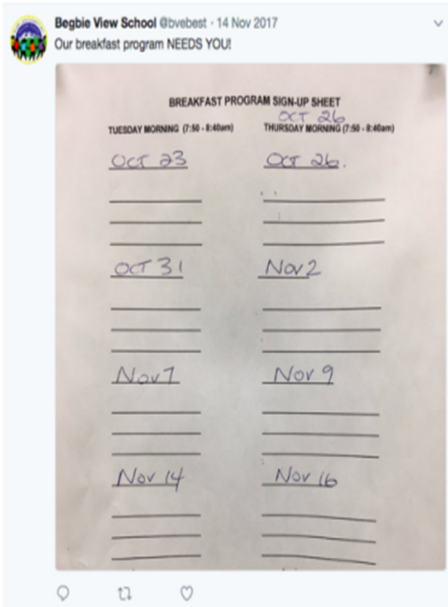 Begbie View School @bvebest · 14 Nov 2017
Our breakfast program NEEDS YOU!
BREAKFAST PROGRAM SIGN-UP SHEET
OCT 26
TUESDAY MORNING (7:50 - 8:40am) THURSDAY MORNING (7:50 - 8:40am)
OCT 23 OCT 26.
OCT 31 Nov 2
Nov 7 Nov 9
Nov 14 Nov 16